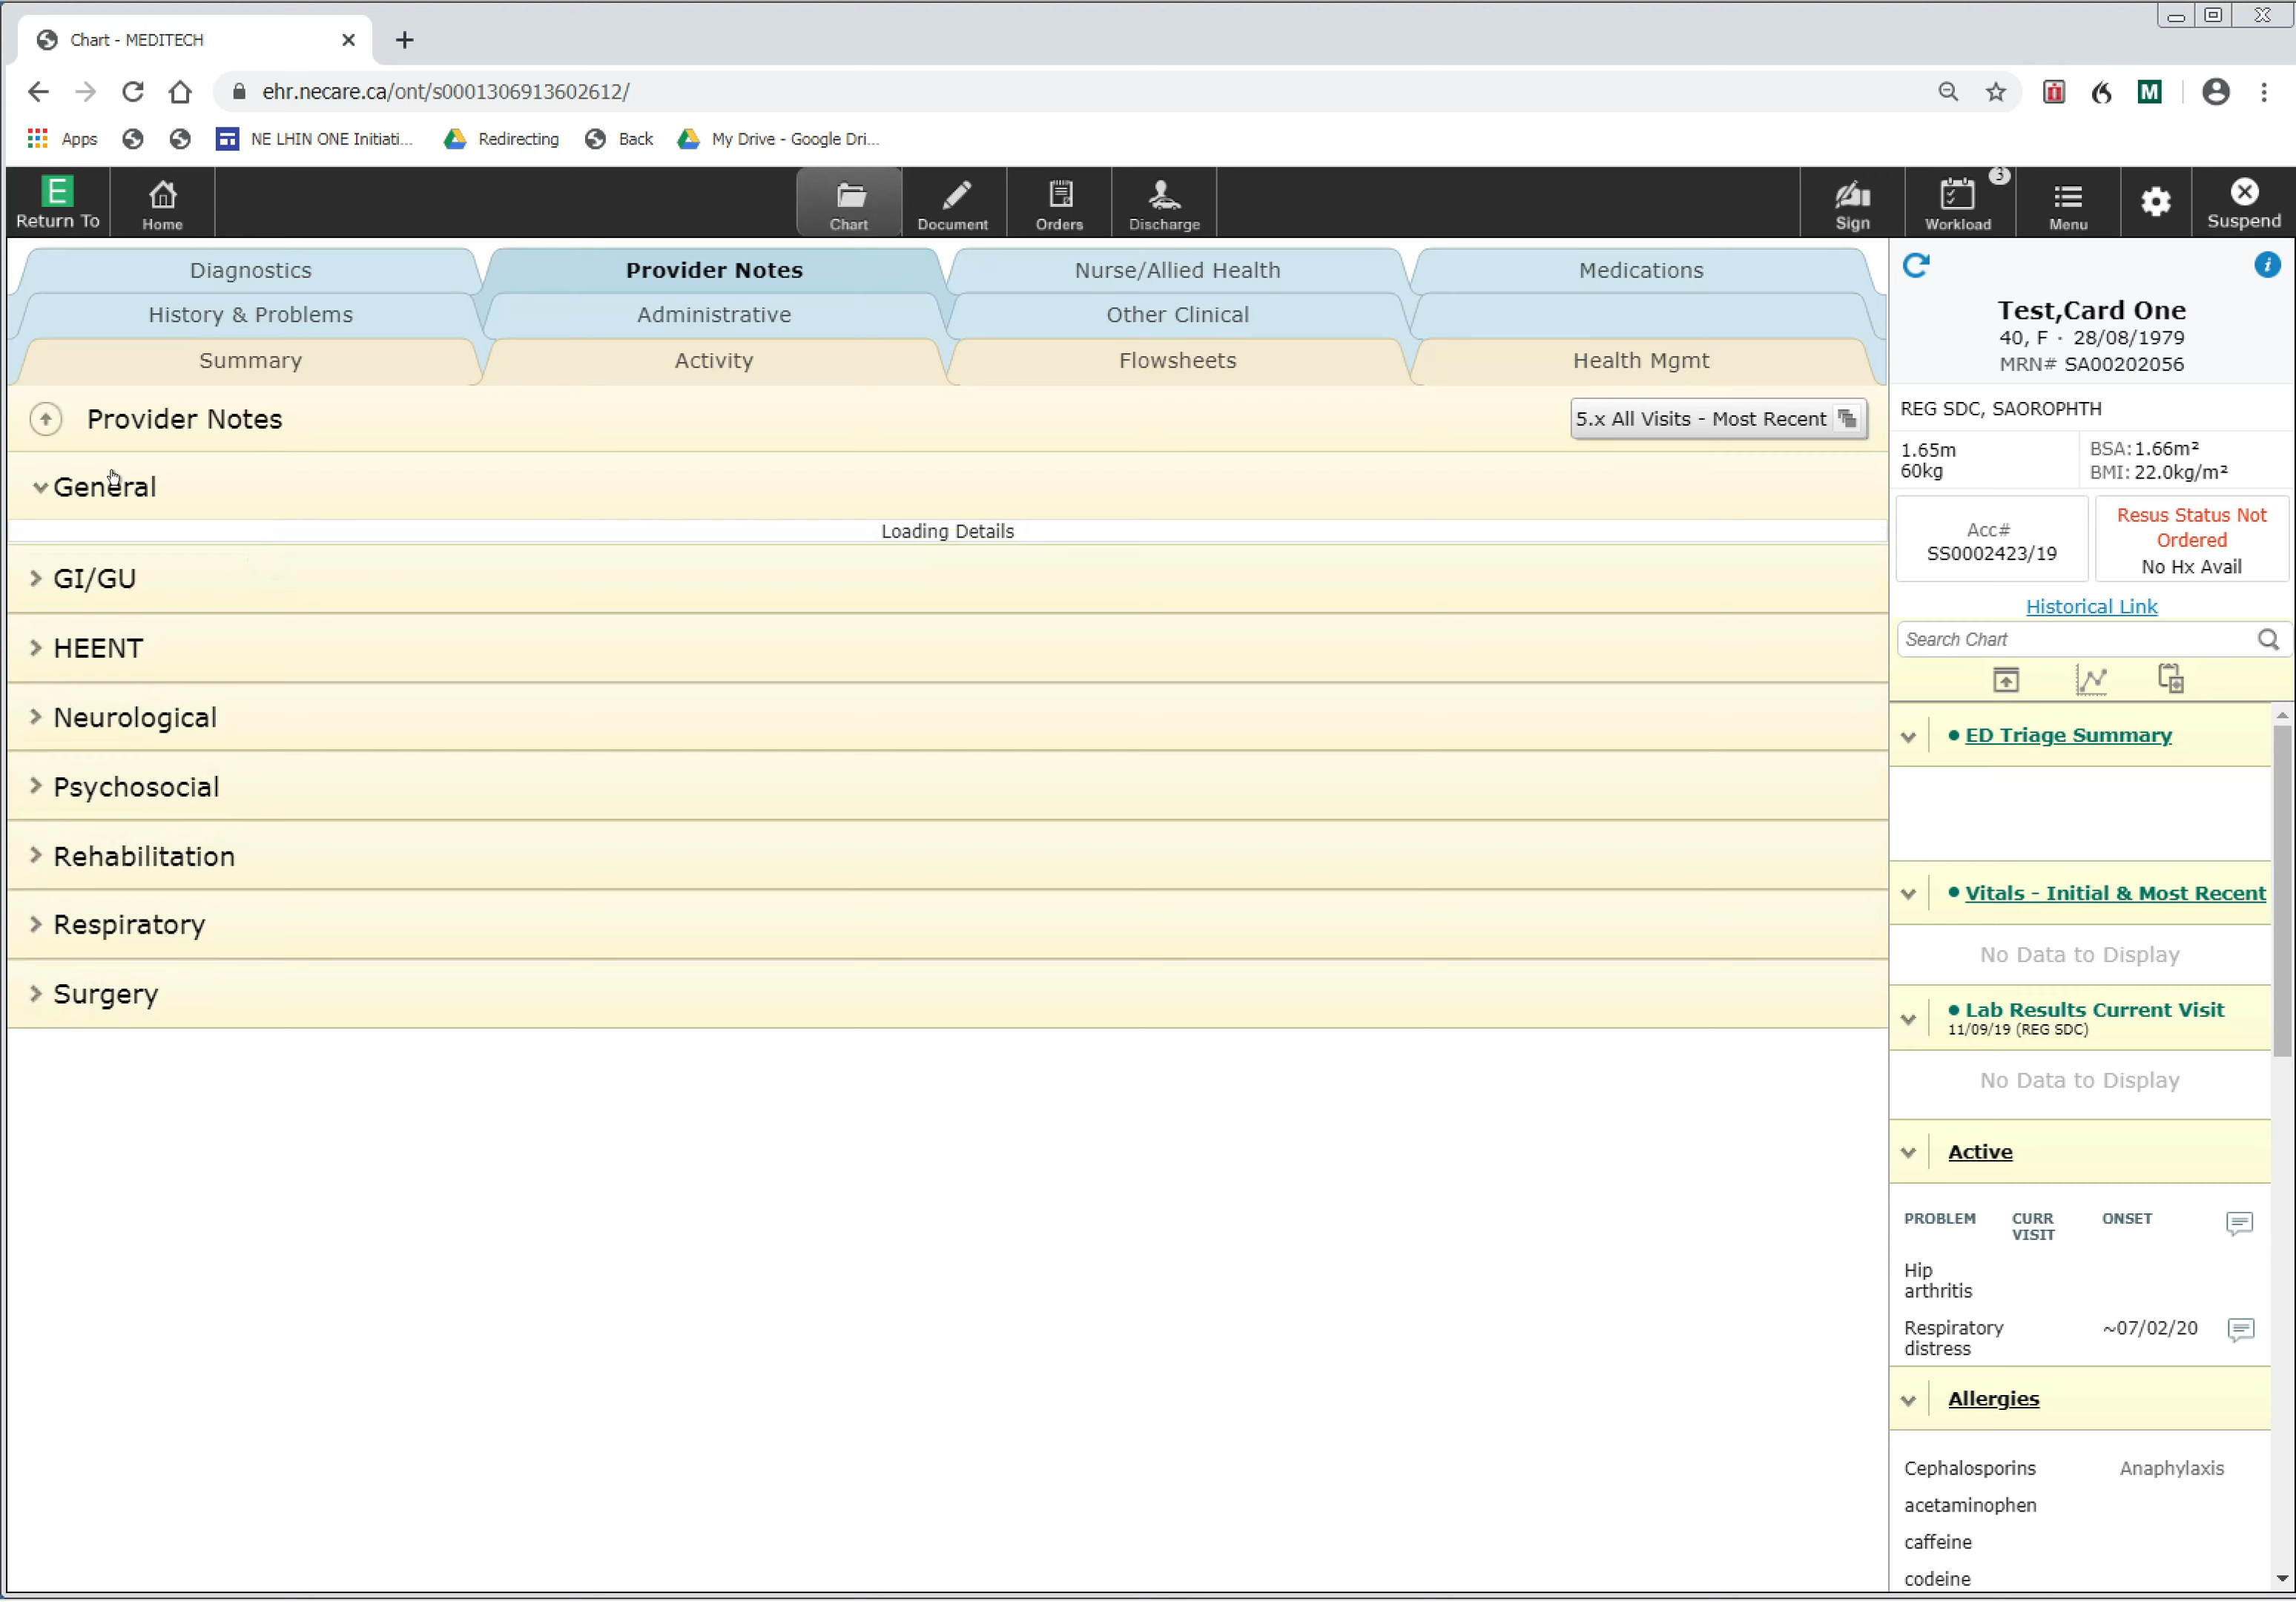 Chart - MEDITECH
ehr.necare.ca/ont/s0001306913602612/
M
Apps
NE LHIN ONE Initiati...
Redirecting
Back
My Drive - Google Dri...
E
Return To
Home
Chart
Document
Orders
Discharge
Sign
3
Workload
Menu
Suspend
Diagnostics
Provider Notes
Nurse/Allied Health
Medications
History & Problems
Administrative
Other Clinical
Summary
Activity
Flowsheets
Health Mgmt
Provider Notes
5.x All Visits - Most Recent
General
Loading Details
GI/GU
HEENT
Neurological
Psychosocial
Rehabilitation
Respiratory
Surgery
i
Test,Card One
40, F · 28/08/1979
MRN# SA00202056
REG SDC, SAOROPHTH
1.65m
60kg
BSA: 1.66m²
BMI: 22.0kg/m²
Acc#
SS0002423/19
Resus Status Not
Ordered
No Hx Avail
Historical Link
Search Chart
ED Triage Summary
Vitals - Initial & Most Recent
No Data to Display
Lab Results Current Visit
11/09/19 (REG SDC)
No Data to Display
Active
PROBLEM CURR VISIT ONSET
Hip
arthritis
Respiratory ~07/02/20
distress
Allergies
Cephalosporins Anaphylaxis
acetaminophen
caffeine
codeine